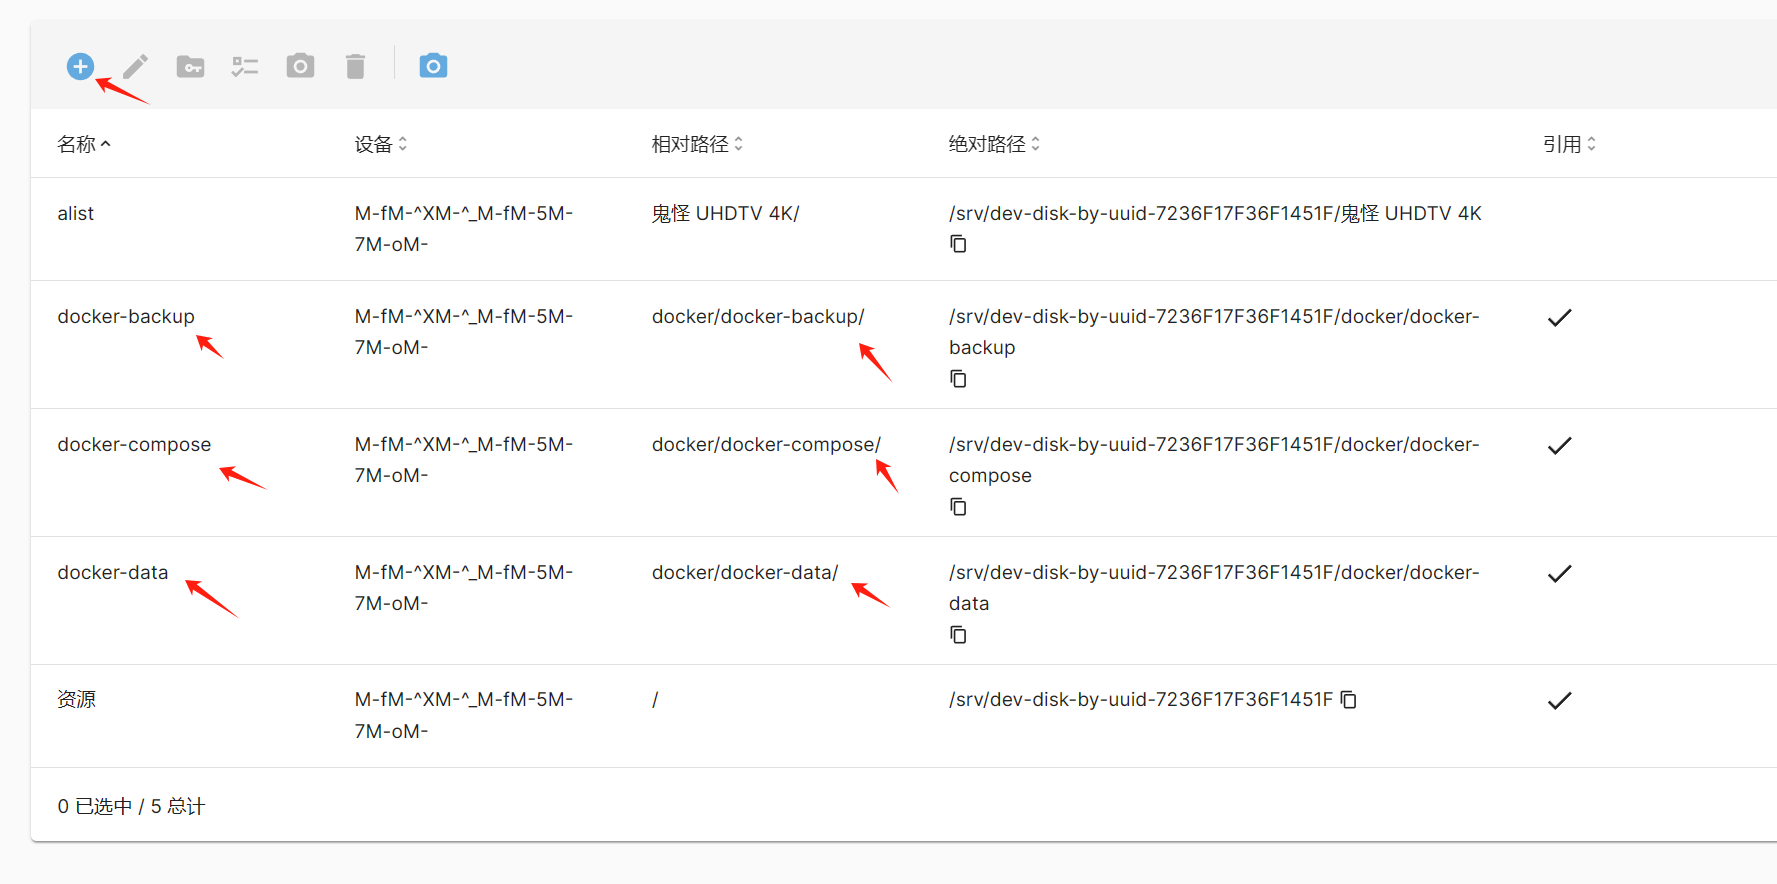 名称 设备 相对路径 绝对路径 引用
alist M-fM-^XM-^_M-fM-5M- 鬼怪 UHDTV 4K/ /srv/dev-disk-by-uuid-7236F17F36F1451F/鬼怪 UHDTV 4K
7M-oM-
docker-backup M-fM-^XM-^_M-fM-5M- docker/docker-backup/ /srv/dev-disk-by-uuid-7236F17F36F1451F/docker/docker-
7M-oM- backup
docker-compose M-fM-^XM-^_M-fM-5M- docker/docker-compose/ /srv/dev-disk-by-uuid-7236F17F36F1451F/docker/docker-
7M-oM- compose
docker-data M-fM-^XM-^_M-fM-5M- docker/docker-data/ /srv/dev-disk-by-uuid-7236F17F36F1451F/docker/docker-
7M-oM- data
资源 M-fM-^XM-^_M-fM-5M- / /srv/dev-disk-by-uuid-7236F17F36F1451F
7M-oM-
0 已选中 / 5 总计